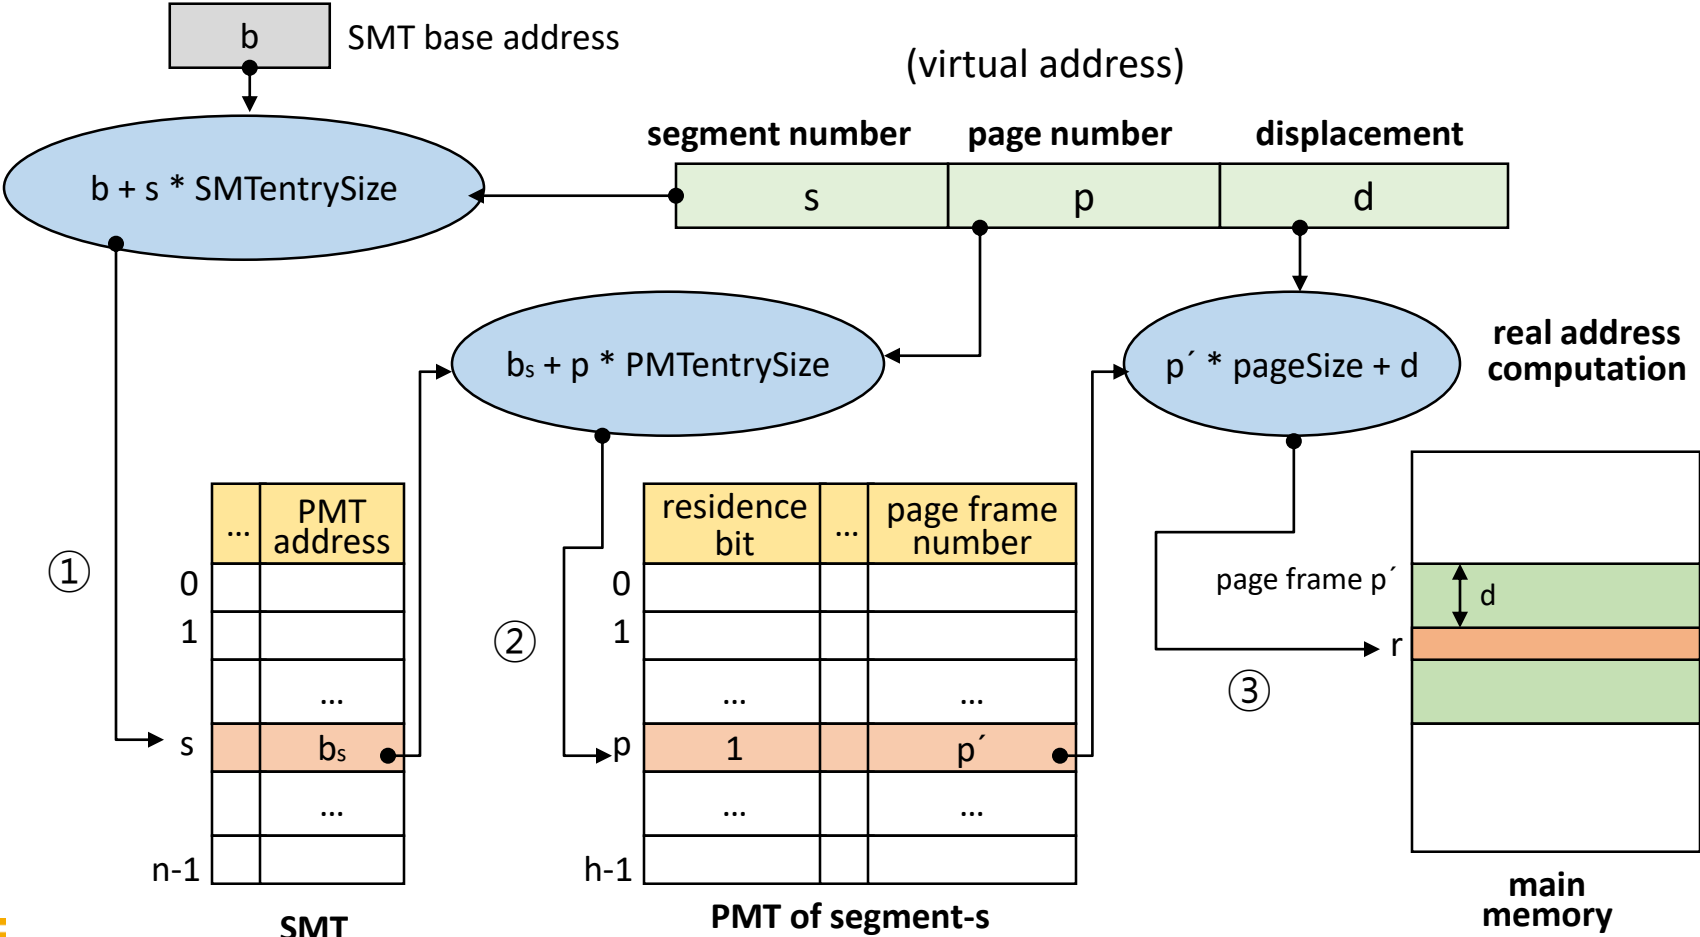 b
SMT base address
(virtual address)
segment number page number displacement
s p d
b + s * SMTentrySize
bs + p * PMTentrySize
p´ * pageSize + d
real address
computation
... PMT
address
residence
bit
...
page frame
number
①
0
1
...
s bs
...
n-1
SMT
②
0
1
... ...
p 1 p´
... ...
h-1
PMT of segment-s
page frame p´
d
r
③
main
memory